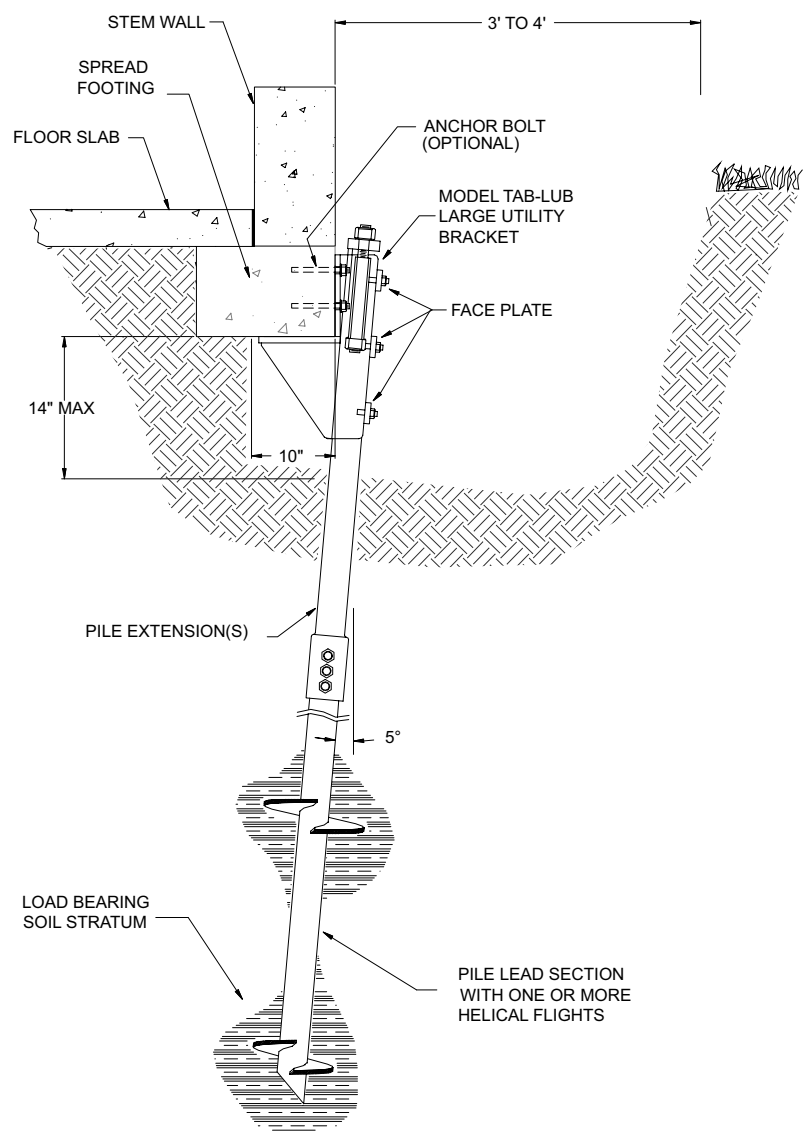 STEM WALL
3' TO 4'
SPREAD
FOOTING
FLOOR SLAB
ANCHOR BOLT
(OPTIONAL)
MODEL TAB-LUB
LARGE UTILITY
BRACKET
FACE PLATE
14" MAX
10"
PILE EXTENSION(S)
5°
LOAD BEARING
SOIL STRATUM
PILE LEAD SECTION
WITH ONE OR MORE
HELICAL FLIGHTS